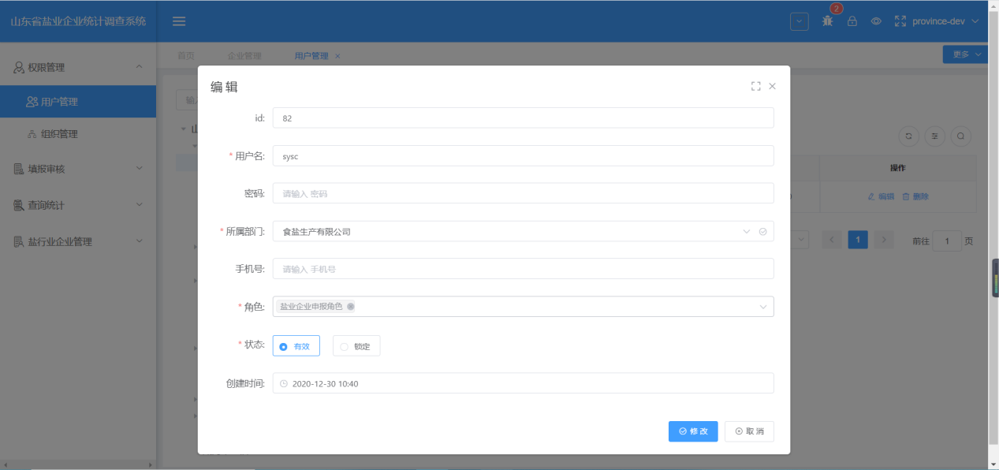 山东省盐业企业统计调查系统
2
province-dev
首页
企业管理
用户管理
更多
权限管理
用户管理
组织管理
填报审核
查询统计
盐行业企业管理
编辑
id:
82
* 用户名:
sysc
密码:
请输入 密码
* 所属部门:
食盐生产有限公司
手机号:
请输入 手机号
* 角色:
盐业企业申报角色
* 状态:
有效
锁定
创建时间:
2020-12-30 10:40
修 改
取 消
操作
编辑
删除
1
前往
1
页